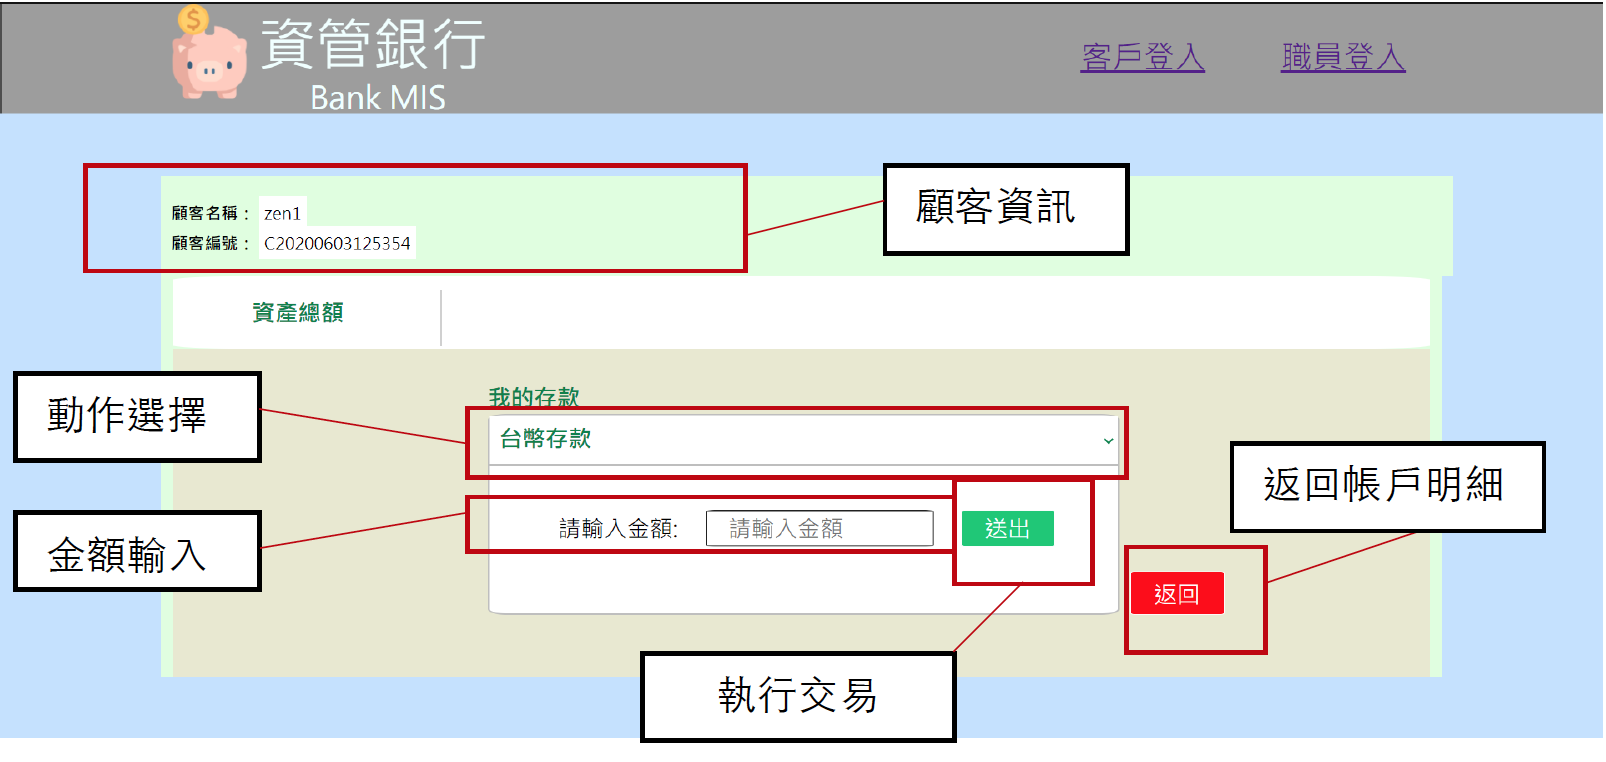 資管銀行
Bank MIS
客戶登入
職員登入
顧客名稱： zen1
顧客編號： C20200603125354
顧客資訊
資產總額
動作選擇
我的存款
台幣存款
返回帳戶明細
金額輸入
請輸入金額: 請輸入金額 送出
返回
執行交易
$